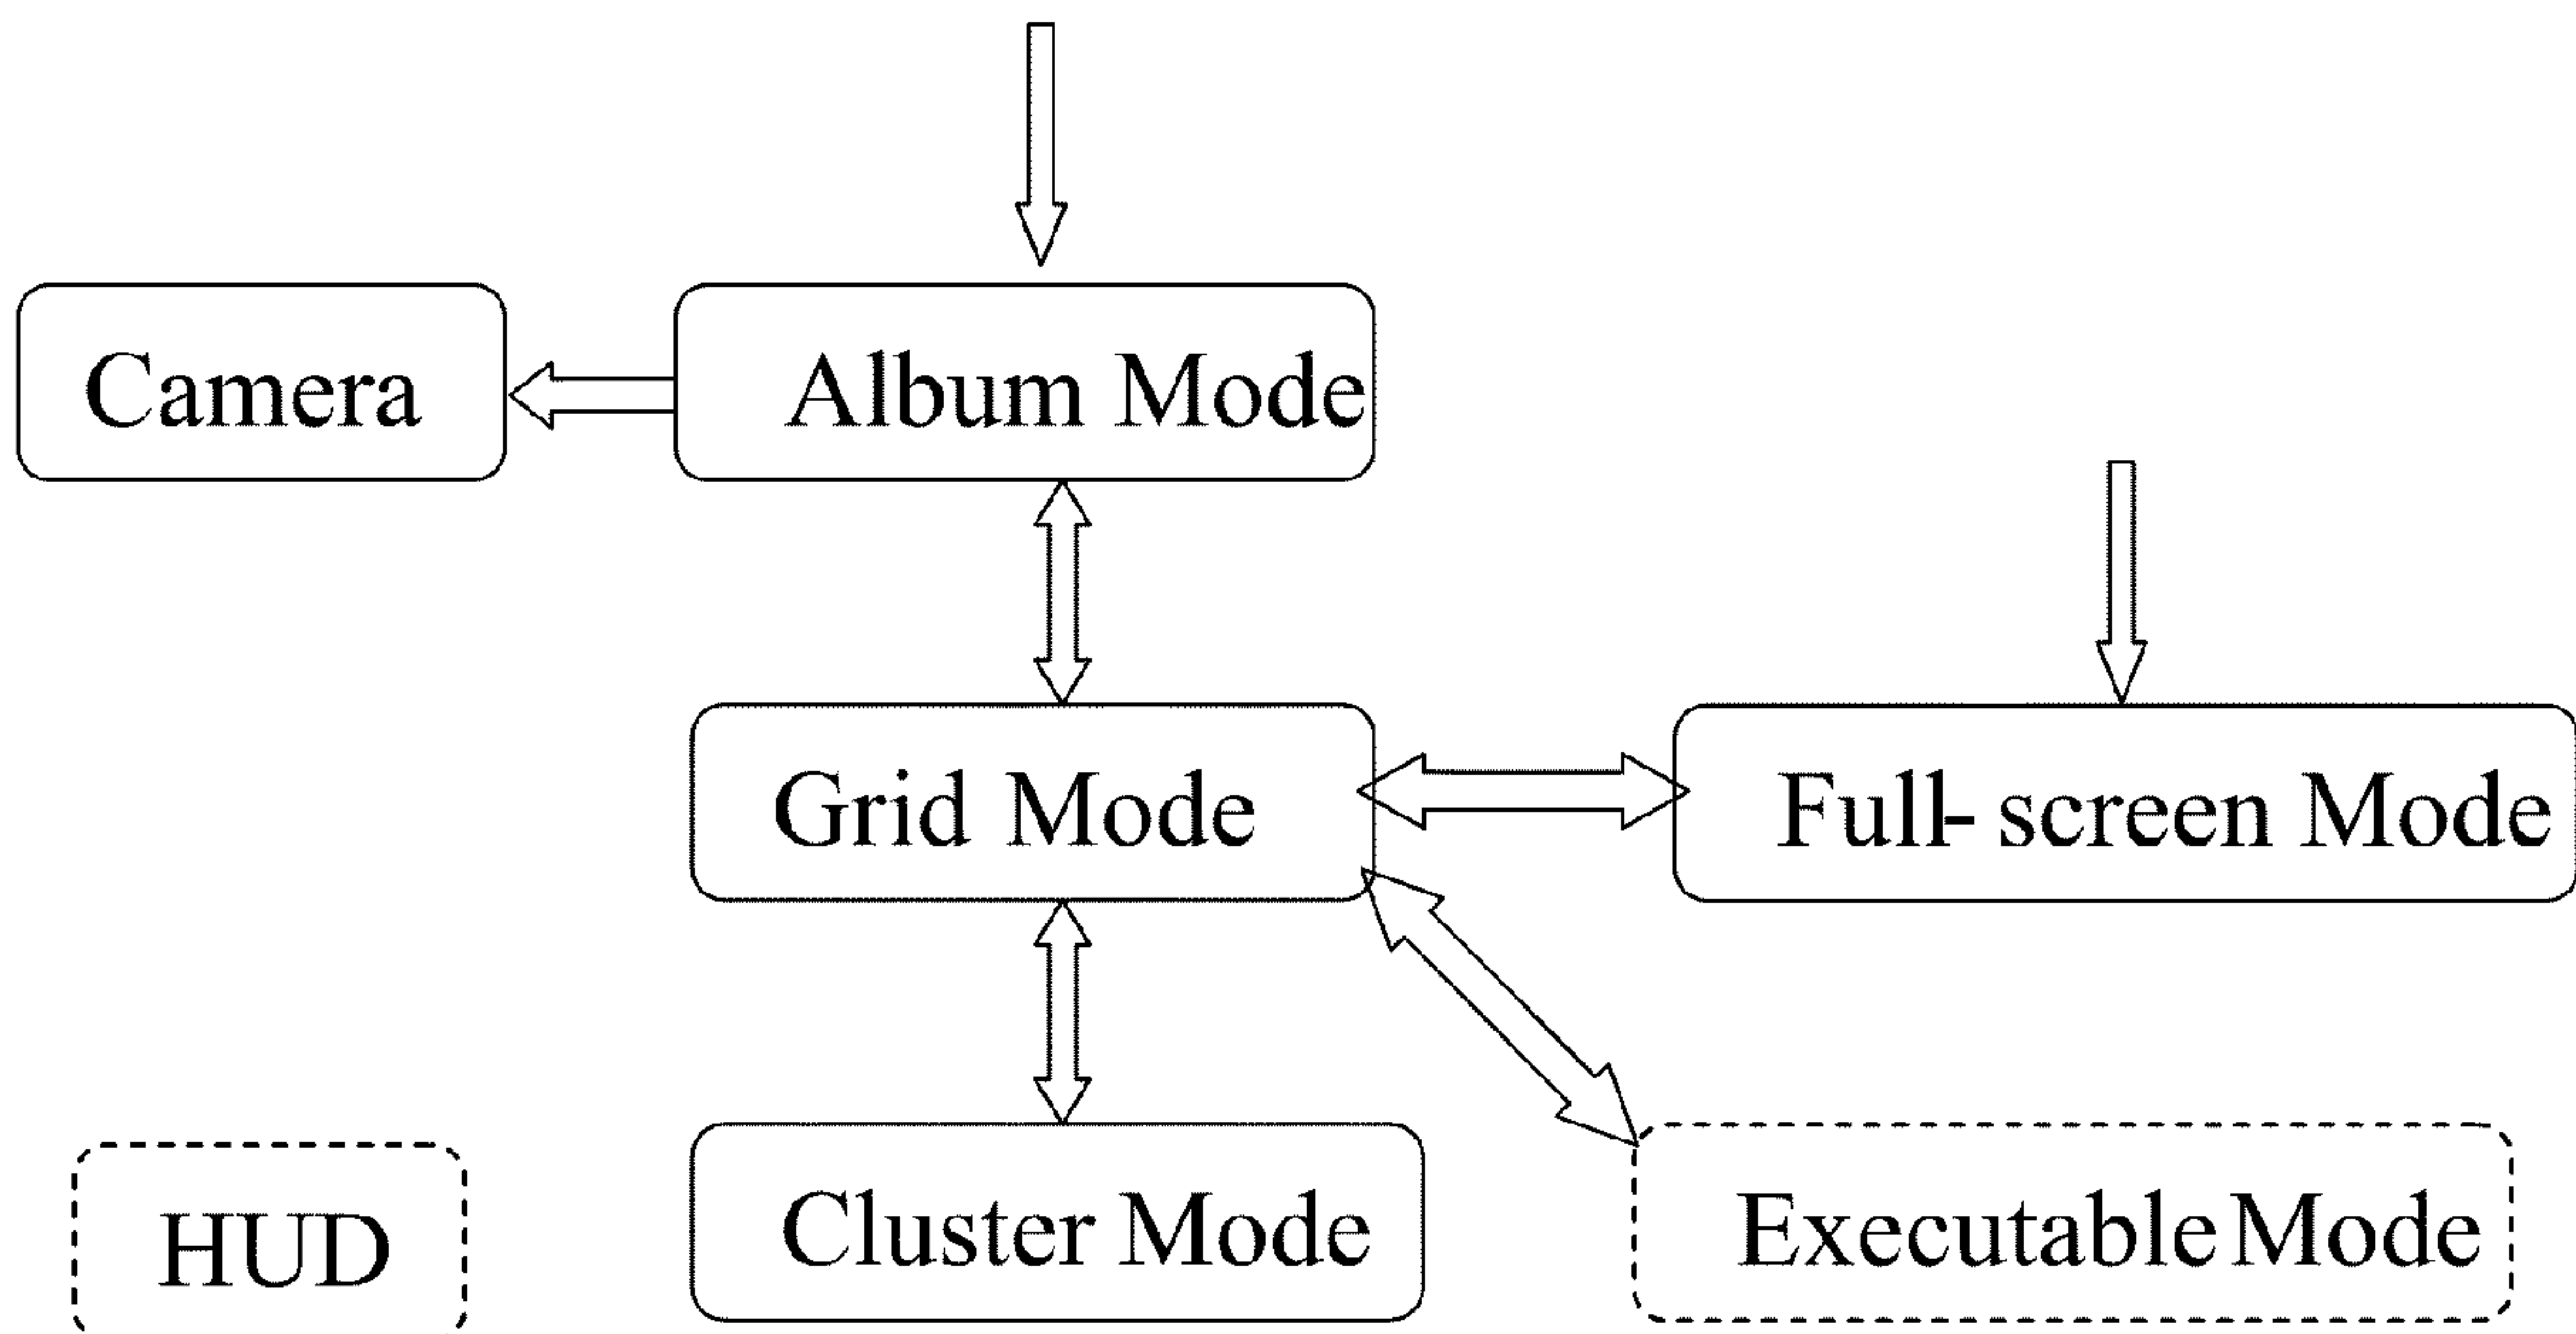 Camera
Album Mode
Grid Mode
Full-screen Mode
HUD
Cluster Mode
Executable Mode